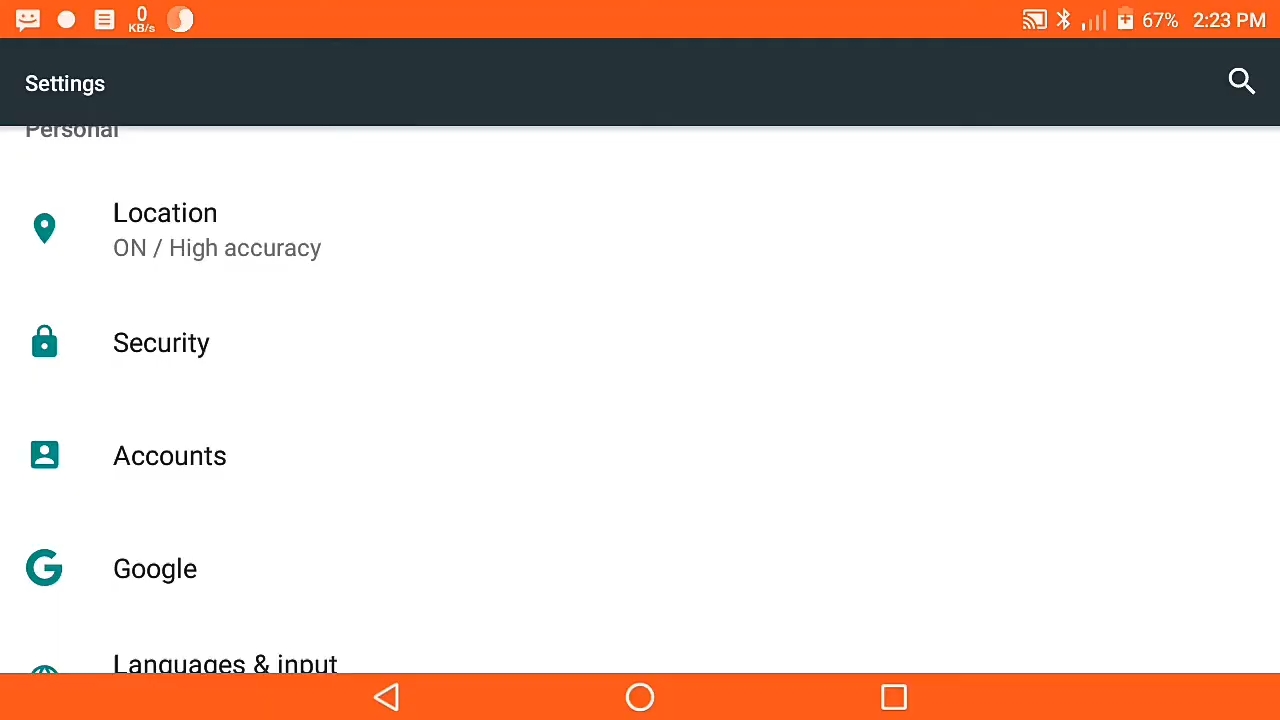 0
KB/s
67% 2:23 PM
Settings
Personal
Location
ON / High accuracy
Security
Accounts
Google
Languages & input